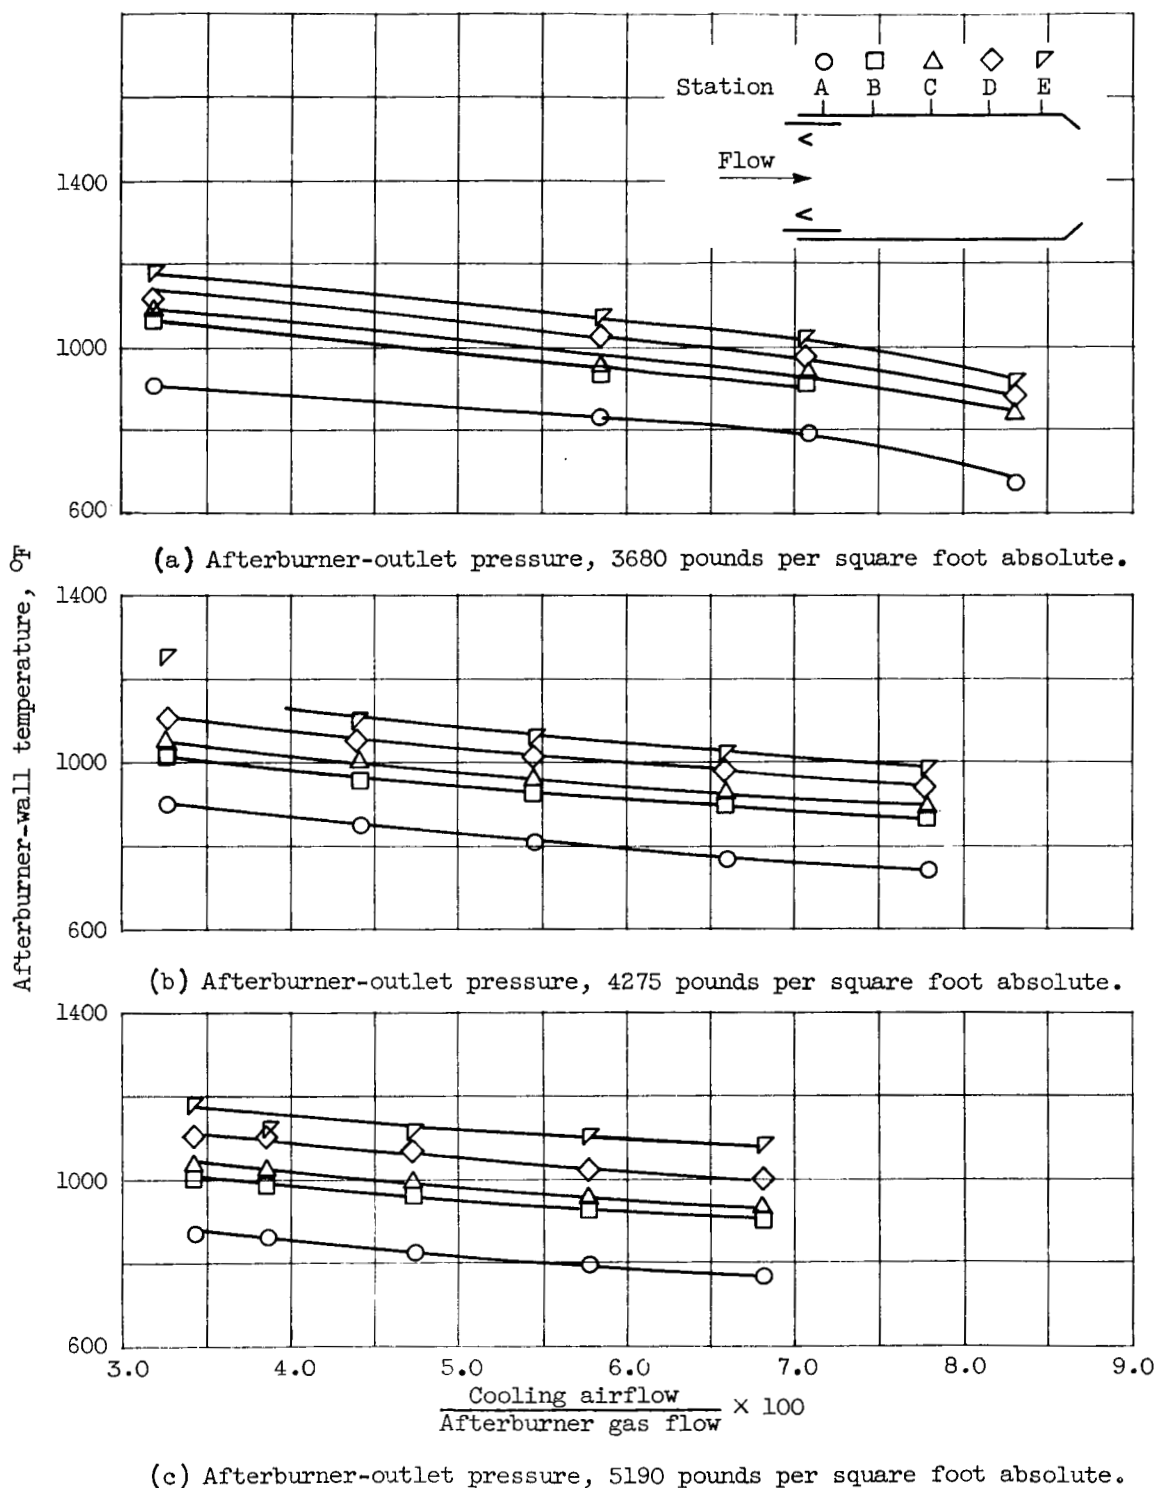 Station A B C D E
Flow
1400
1000
600
(a) Afterburner-outlet pressure, 3680 pounds per square foot absolute.
Afterburner-wall temperature, °F
1400
1000
600
(b) Afterburner-outlet pressure, 4275 pounds per square foot absolute.
1400
1000
600
3.0 4.0 5.0 6.0 7.0 8.0 9.0
Cooling airflow
Afterburner gas flow × 100
(c) Afterburner-outlet pressure, 5190 pounds per square foot absolute.